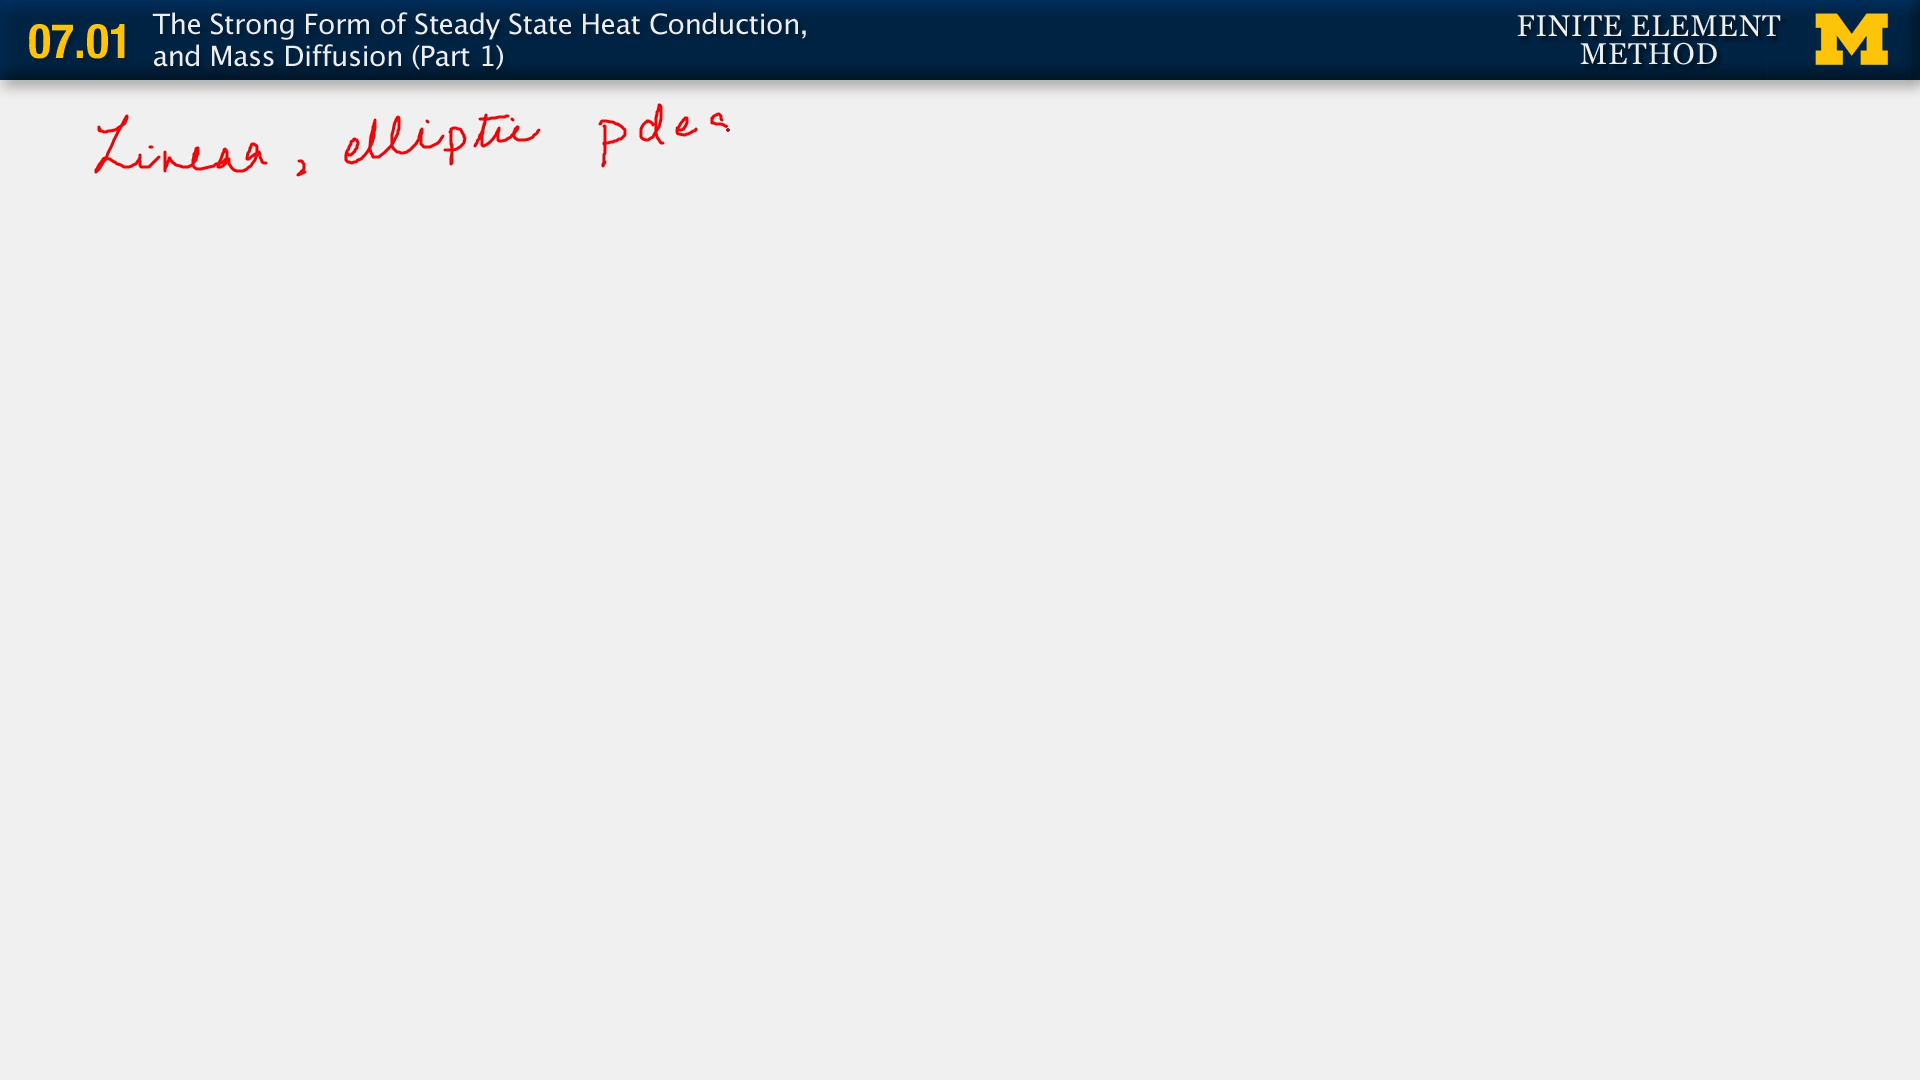 07.01
The Strong Form of Steady State Heat Conduction,
and Mass Diffusion (Part 1)
FINITE ELEMENT
METHOD
M
Linear, elliptic pdes